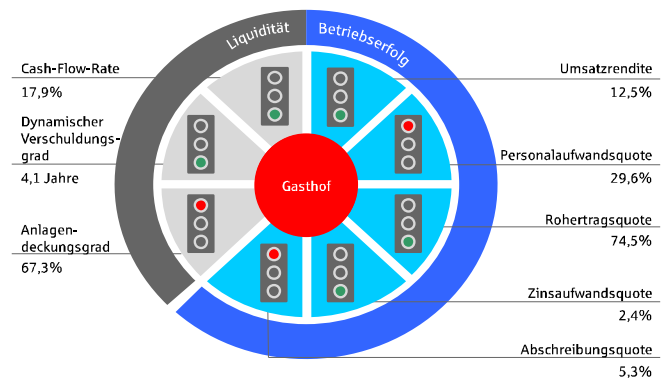 Liquidität
Betriebserfolg
Cash-Flow-Rate
17,9%
Dynamischer
Verschuldungs-
grad
4,1 Jahre
Anlagen-
deckungsgrad
67,3%
Gasthof
Umsatzrendite
12,5%
Personalaufwandsquote
29,6%
Rohertragsquote
74,5%
Zinsaufwandsquote
2,4%
Abschreibungsquote
5,3%